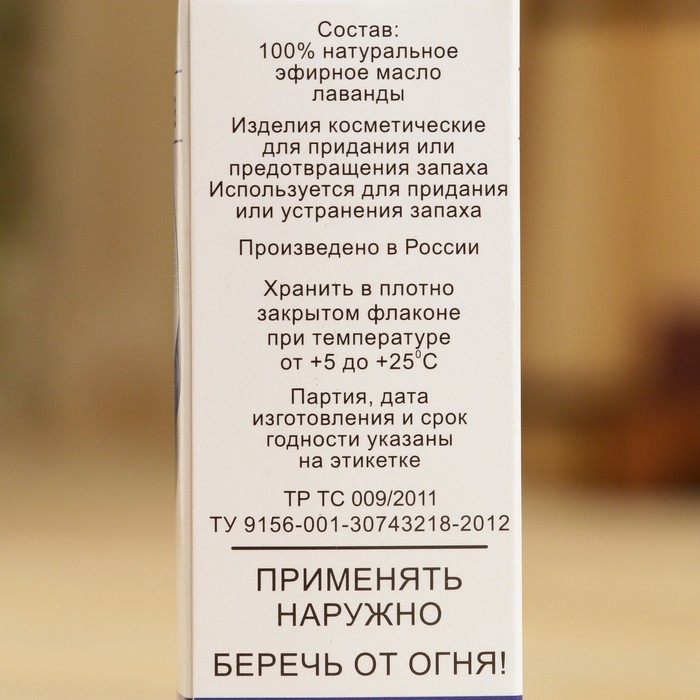 Состав:
100% натуральное
эфирное масло
лаванды
Изделия косметические
для придания или
предотвращения запаха
Используется для придания
или устранения запаха
Произведено в России
Хранить в плотно
закрытом флаконе
при температуре
от +5 до +25⁰С
Партия, дата
изготовления и срок
годности указаны
на этикетке
ТР ТС 009/2011
ТУ 9156-001-30743218-2012
ПРИМЕНЯТЬ
НАРУЖНО
БЕРЕЧЬ ОТ ОГНЯ!